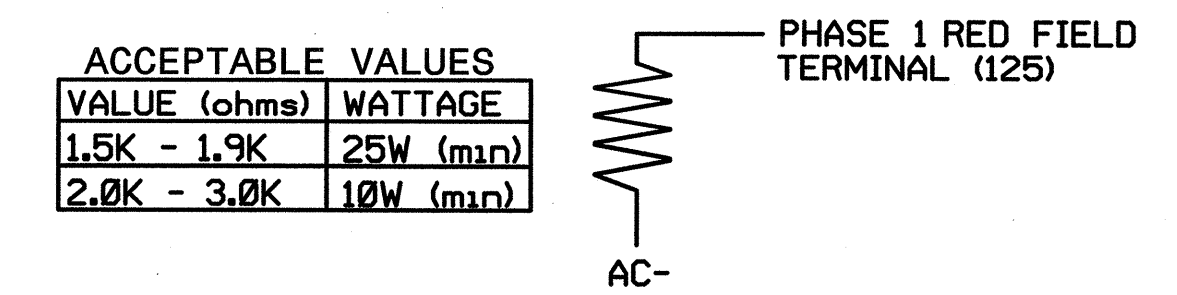 ACCEPTABLE VALUES
VALUE (ohms) WATTAGE
1.5K - 1.9K 25W (min)
2.0K - 3.0K 10W (min)
PHASE 1 RED FIELD
TERMINAL (125)
AC-